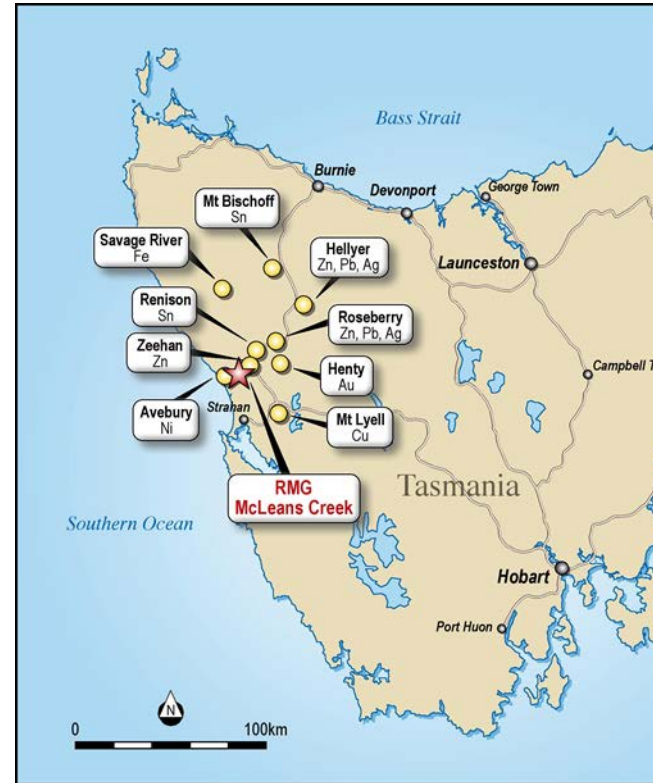 Bass Strait
Burnie
Devonport
George Town
Mt Bischoff
Sn
Savage River
Fe
Hellyer
Zn, Pb, Ag
Launceston
Renison
Sn
Roseberry
Zn, Pb, Ag
Zeehan
Zn
Henty
Au
Campbell T
Avebury
Ni
Strahan
Mt Lyell
Cu
RMG
McLeans Creek
Tasmania
Southern Ocean
Hobart
Port Huon
N
0 100km